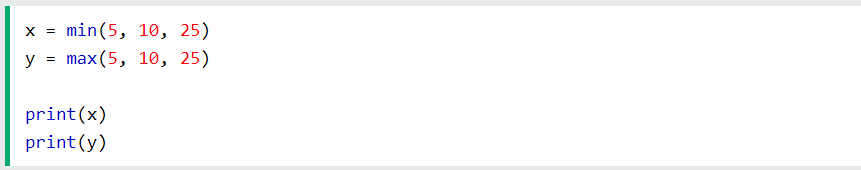 x = min(5, 10, 25)
y = max(5, 10, 25)
print(x)
print(y)